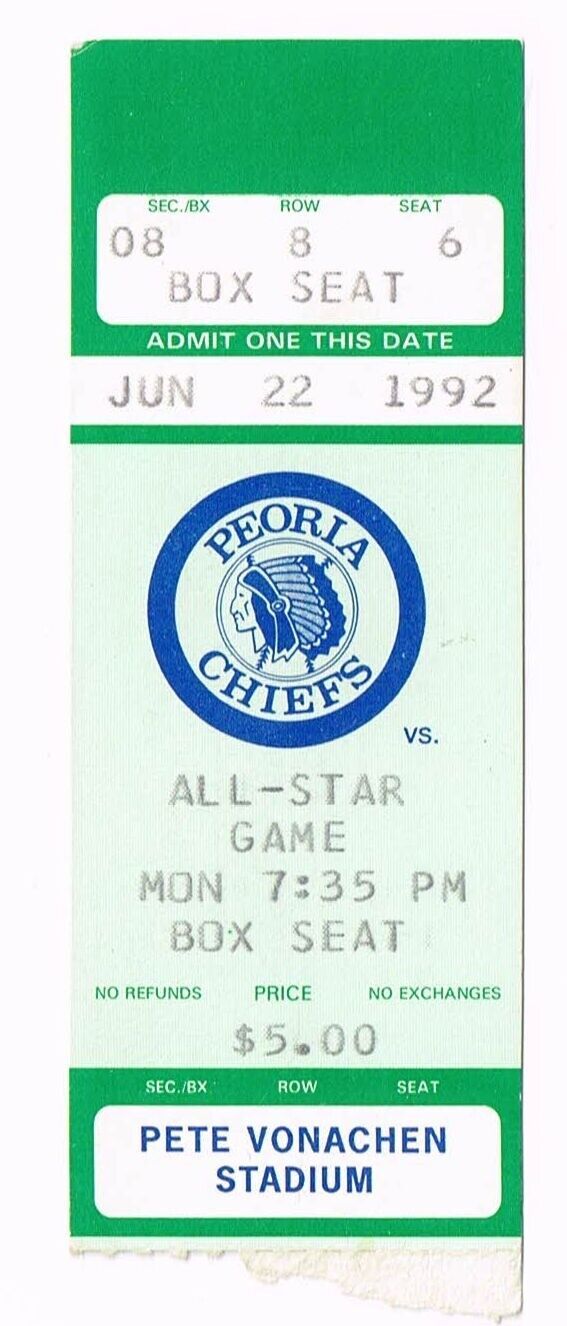 SEC./BX ROW SEAT
08 8 6
BOX SEAT
ADMIT ONE THIS DATE
JUN 22 1992
PEORIA
CHIEFS
VS.
ALL-STAR
GAME
MON 7:35 PM
BOX SEAT
NO REFUNDS PRICE NO EXCHANGES
$5.00
SEC./BX. ROW SEAT
PETE VONACHEN
STADIUM